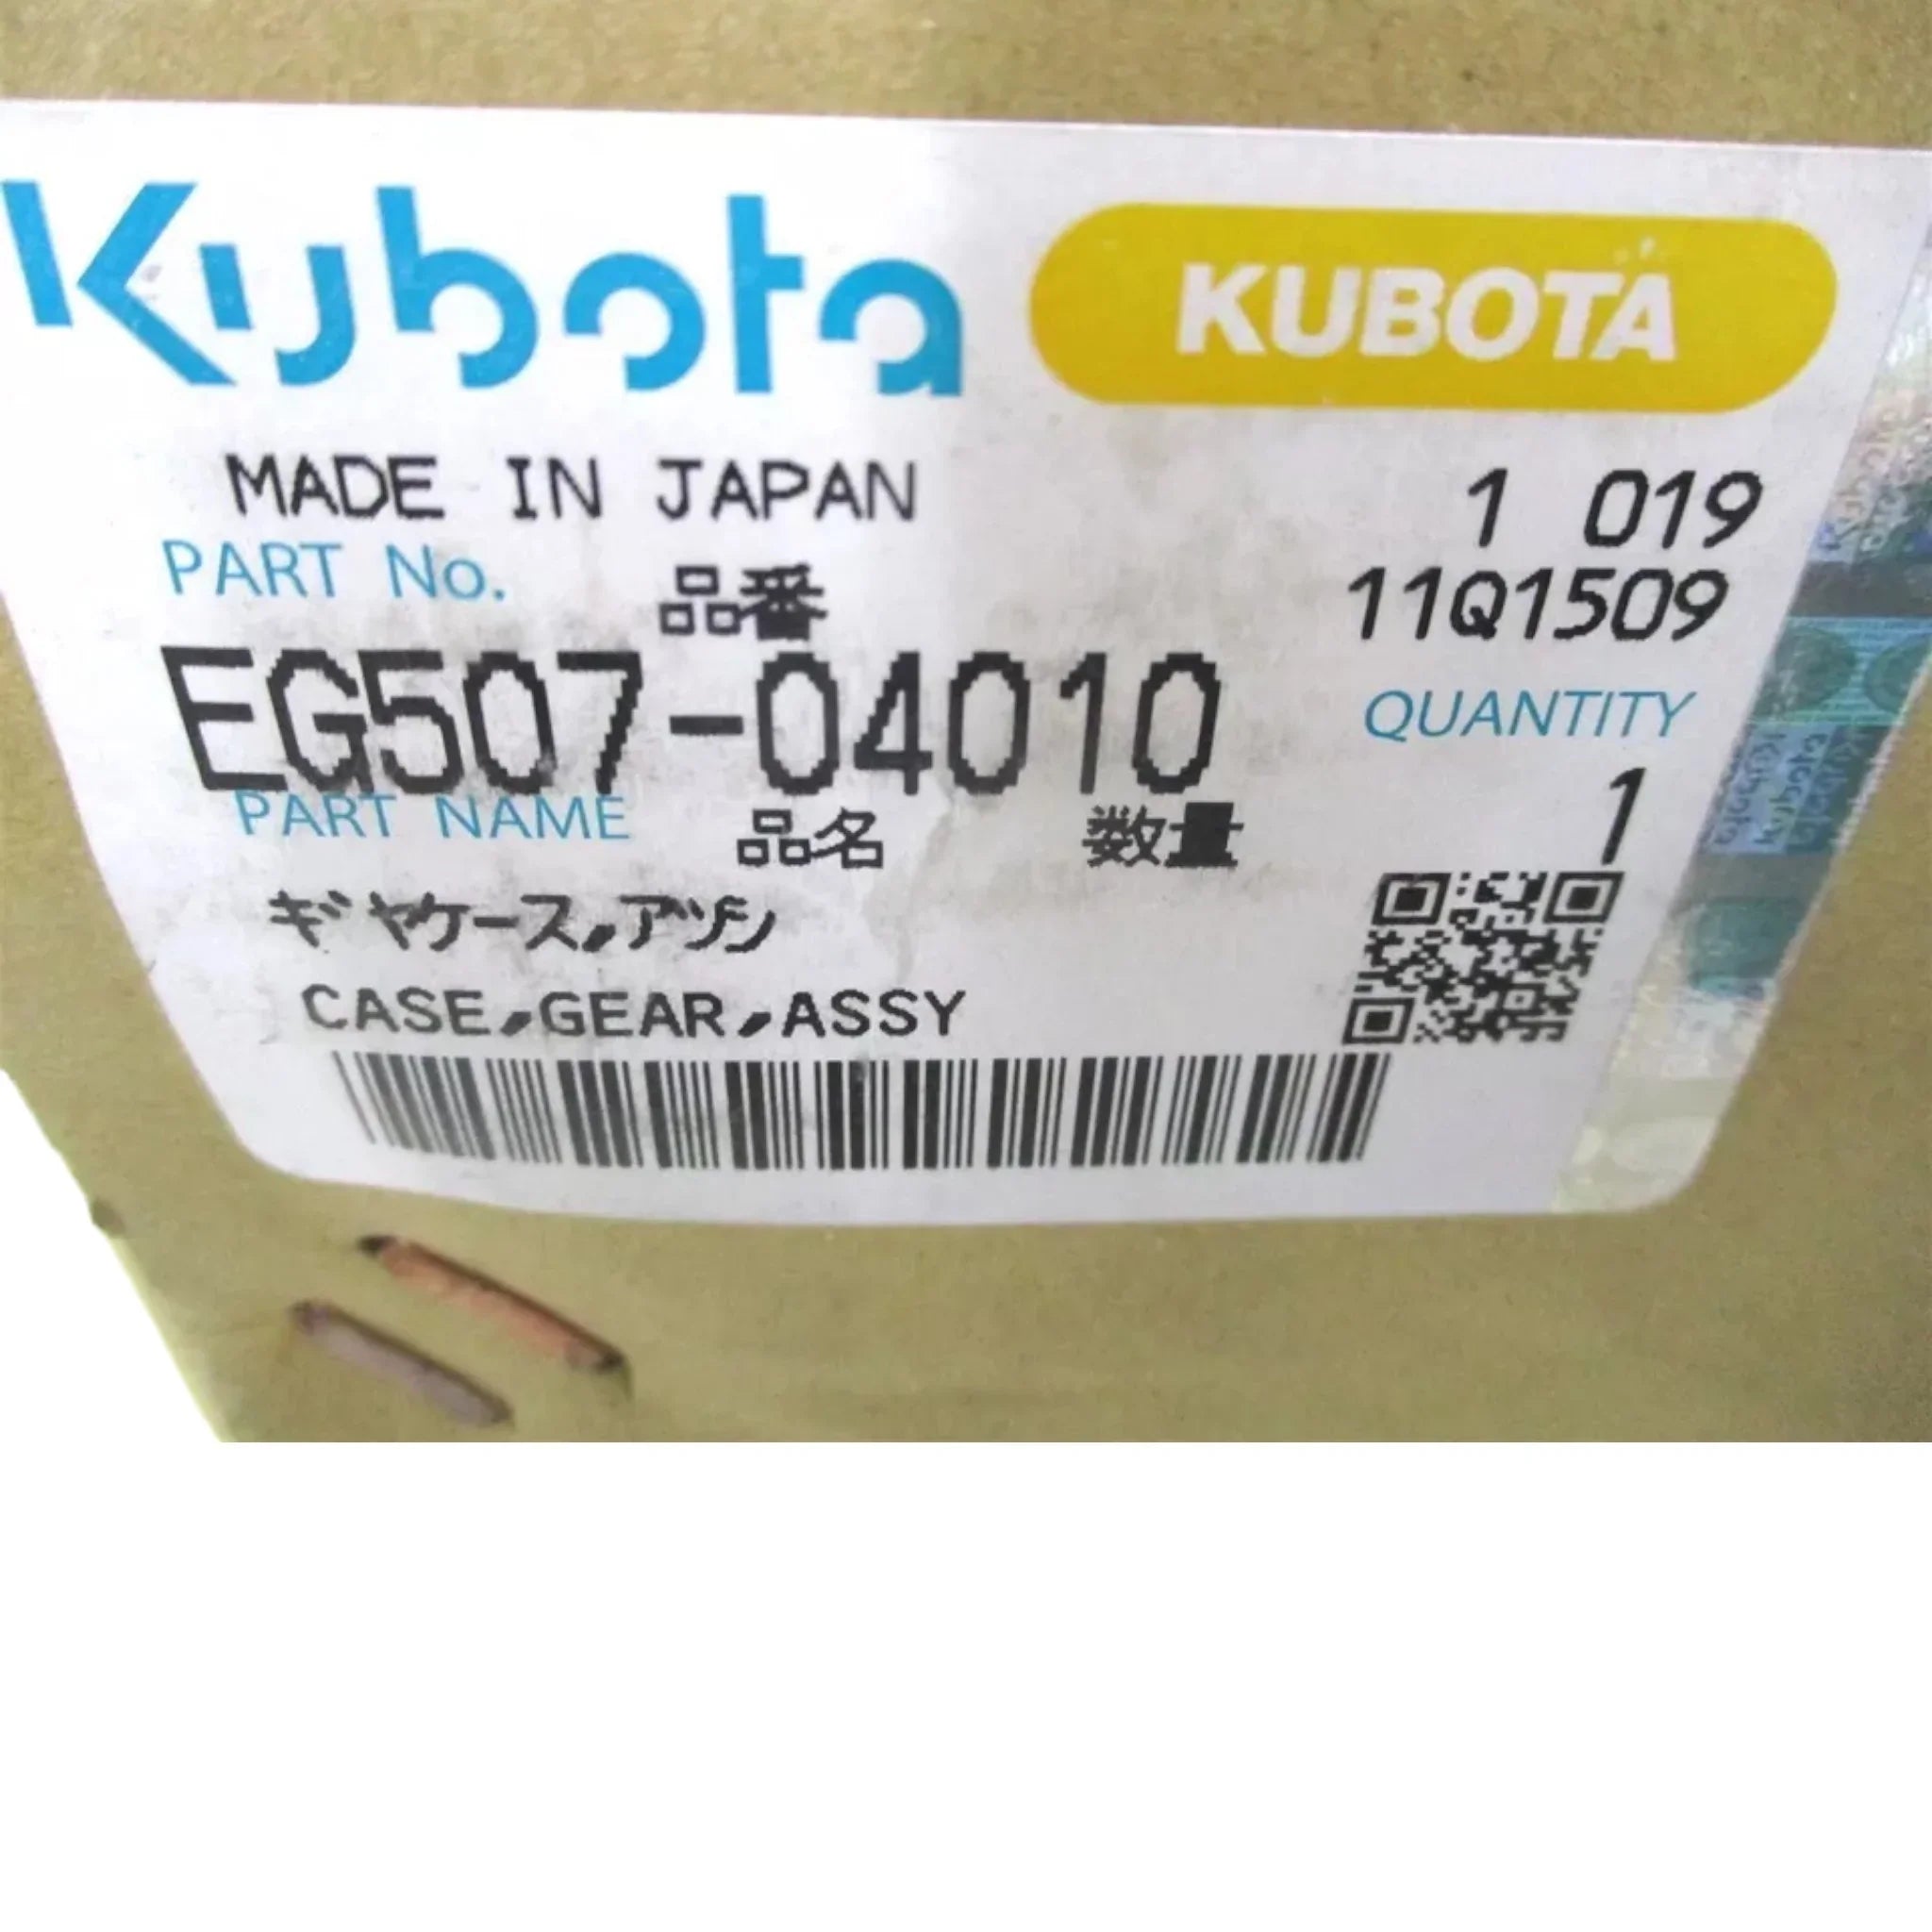 Kubota KUBOTA
MADE IN JAPAN 1 019
PART No. 品番 11Q1509
EG507-04010 QUANTITY
PART NAME 品名 数量 1
ギヤケース,アツシ
CASE,GEAR,ASSY